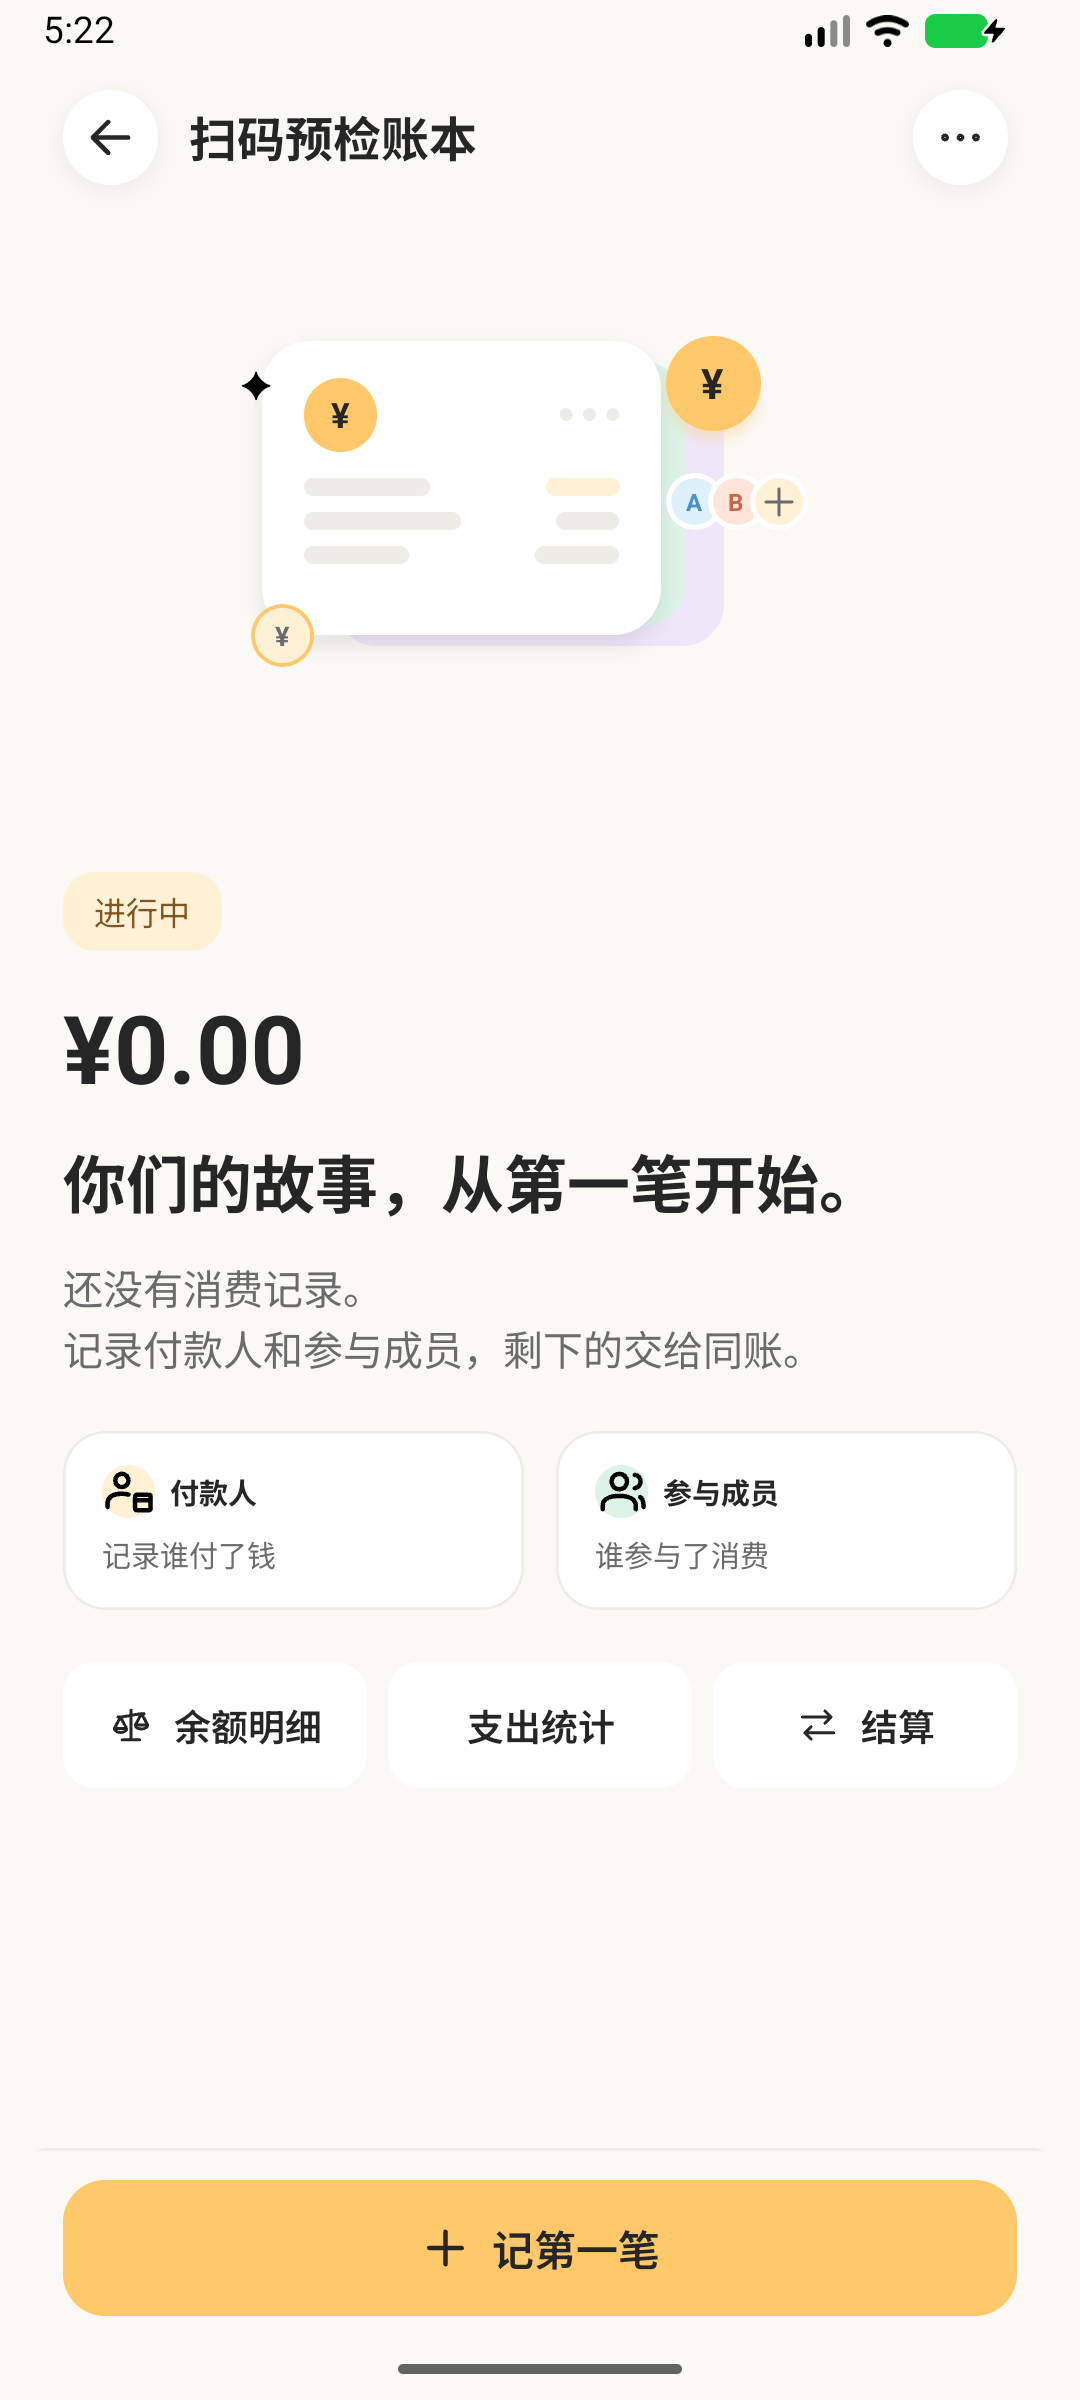 5:22
扫码预检账本
¥
¥
A B
¥
进行中
¥0.00
你们的故事，从第一笔开始。
还没有消费记录。
记录付款人和参与成员，剩下的交给同账。
付款人
记录谁付了钱
参与成员
谁参与了消费
余额明细
支出统计
结算
记第一笔